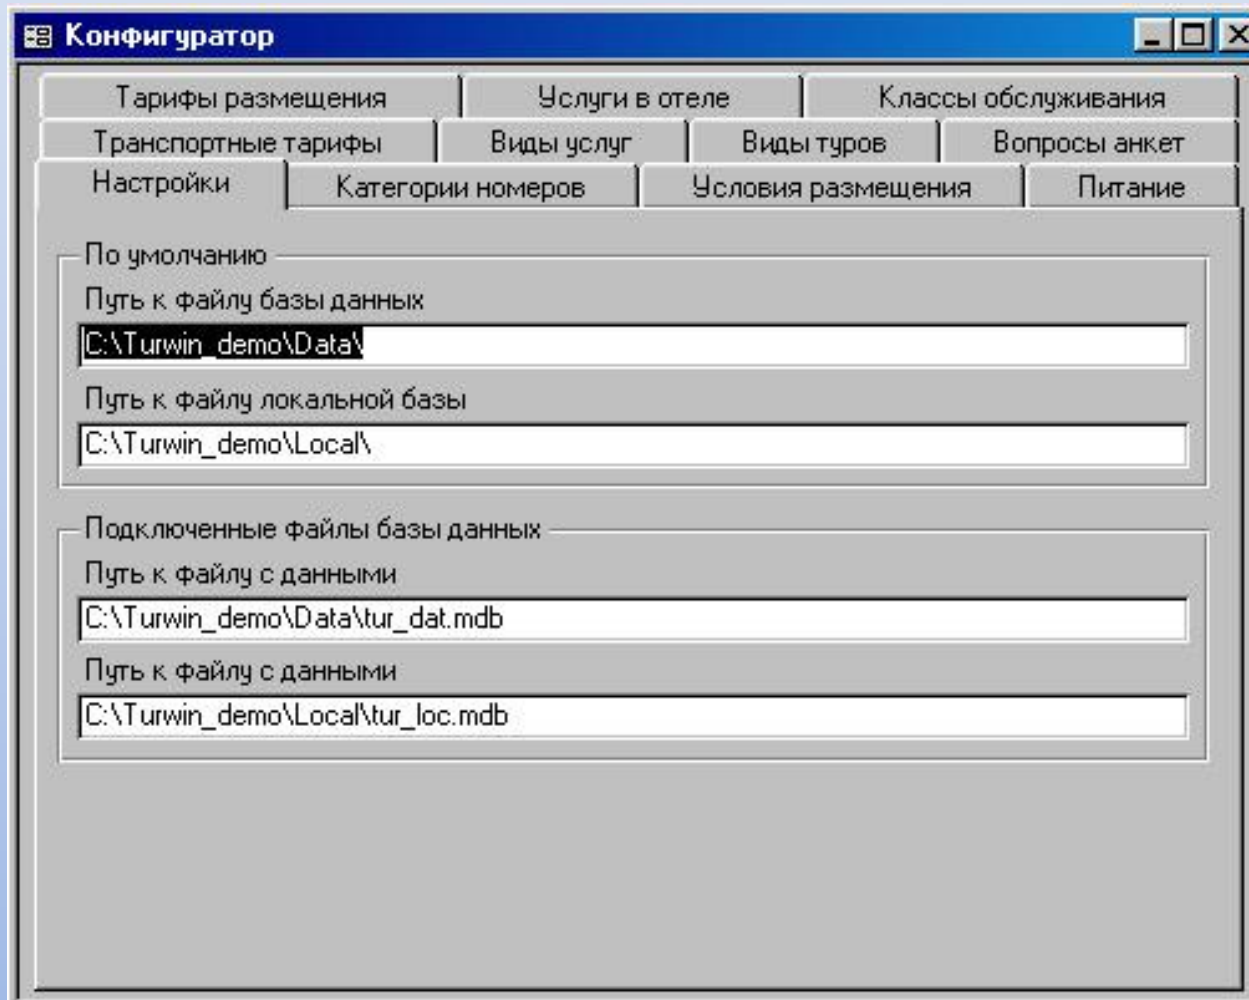 Конфигуратор
Тарифы размещения Услуги в отеле Классы обслуживания
Транспортные тарифы Виды услуг Виды туров Вопросы анкет
Настройки Категории номеров Условия размещения Питание
По умолчанию
Путь к файлу базы данных
C:\Turwin_demo\Data\
Путь к файлу локальной базы
C:\Turwin_demo\Local\
Подключенные файлы базы данных
Путь к файлу с данными
C:\Turwin_demo\Data\tur_dat.mdb
Путь к файлу с данными
C:\Turwin_demo\Local\tur_loc.mdb